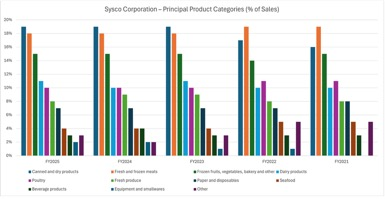 Sysco Corporation – Principal Product Categories (% of Sales)
20%
18%
16%
14%
12%
10%
8%
6%
4%
2%
0%
FY2025 FY2024 FY2023 FY2022 FY2021
Canned and dry products Fresh and frozen meats Frozen fruits, vegetables, bakery and other Dairy products
Poultry Fresh produce Paper and disposables Seafood
Beverage products Equipment and smallwares Other